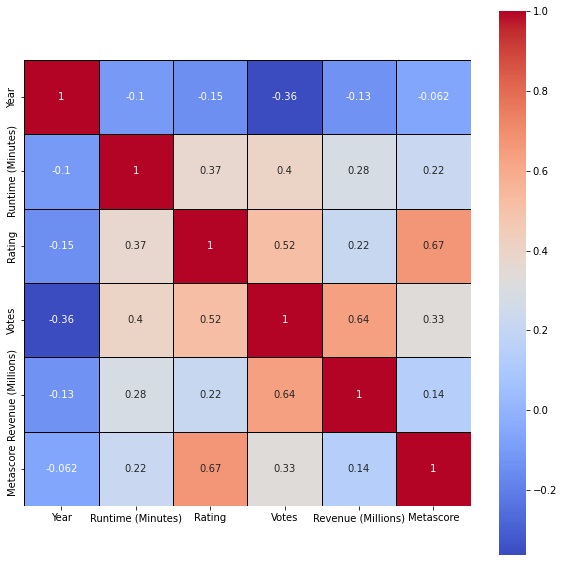 Year 1 -0.1 -0.15 -0.36 -0.13 -0.062
Runtime (Minutes) -0.1 1 0.37 0.4 0.28 0.22
Rating -0.15 0.37 1 0.52 0.22 0.67
Votes -0.36 0.4 0.52 1 0.64 0.33
Revenue (Millions) -0.13 0.28 0.22 0.64 1 0.14
Metascore -0.062 0.22 0.67 0.33 0.14 1
Year Runtime (Minutes) Rating Votes Revenue (Millions) Metascore
1.0
0.8
0.6
0.4
0.2
0.0
−0.2